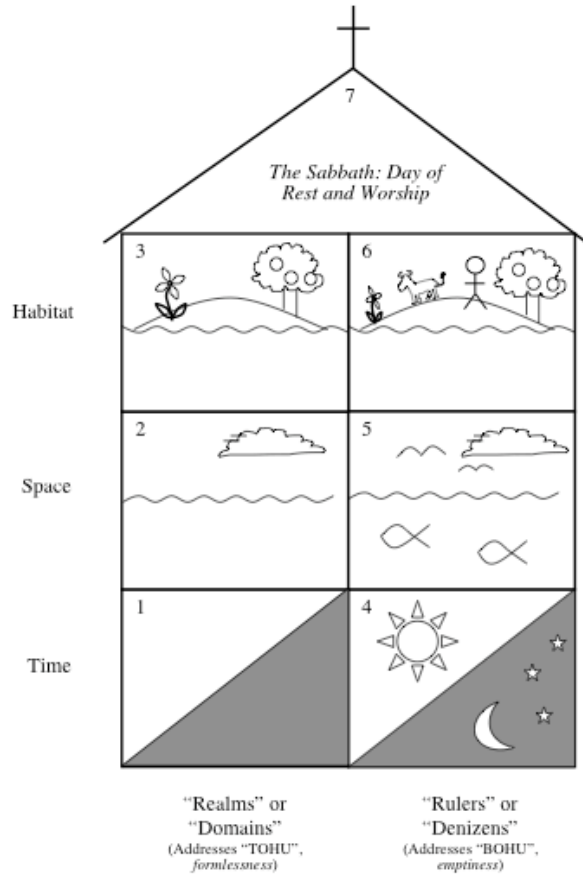 7
The Sabbath: Day of
Rest and Worship
3
6
Habitat
2
5
Space
1
4
Time
“Realms” or
“Domains”
(Addresses “TOHU”,
formlessness)
“Rulers” or
“Denizens”
(Addresses “BOHU”,
emptiness)